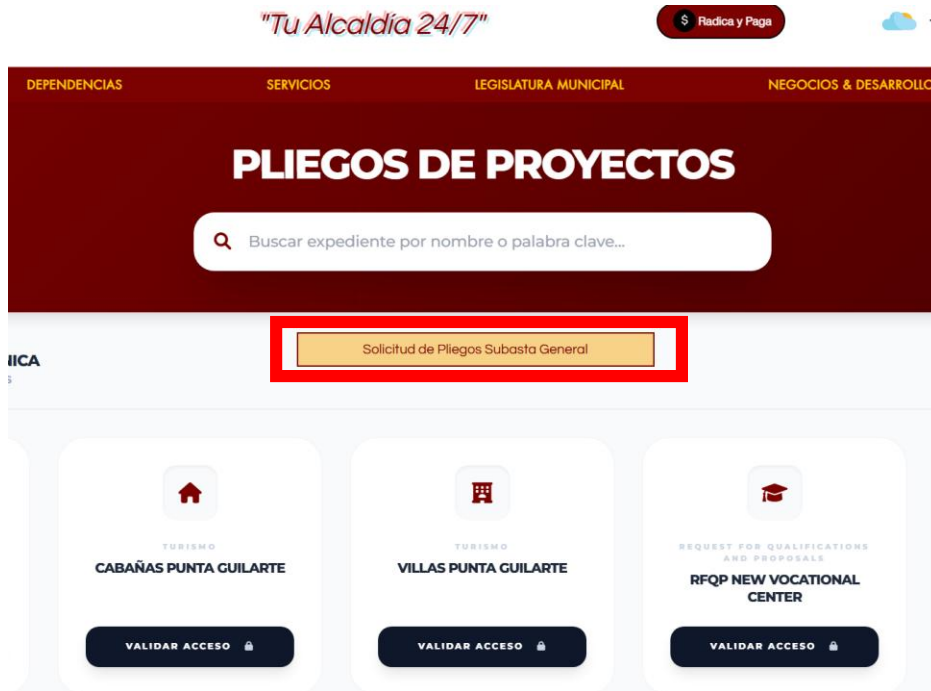 "Tu Alcaldía 24/7"
$ Radica y Paga
DEPENDENCIAS
SERVICIOS
LEGISLATURA MUNICIPAL
NEGOCIOS & DESARROLLO
PLIEGOS DE PROYECTOS
Buscar expediente por nombre o palabra clave...
Solicitud de Pliegos Subasta General
TURISMO
CABAÑAS PUNTA GUILARTE
VALIDAR ACCESO
TURISMO
VILLAS PUNTA GUILARTE
VALIDAR ACCESO
REQUEST FOR QUALIFICATIONS
AND PROPOSALS
RFQP NEW VOCATIONAL
CENTER
VALIDAR ACCESO